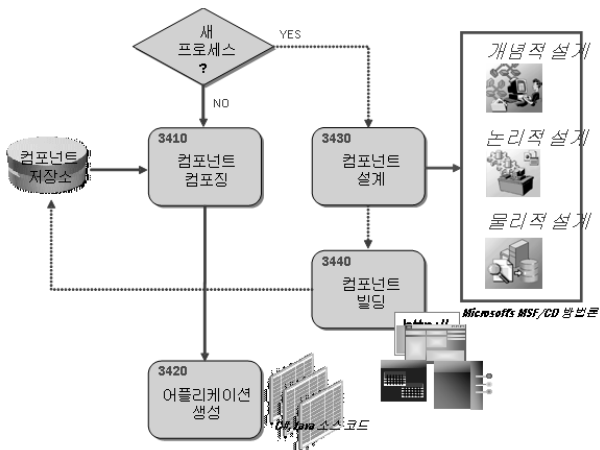 새
프로세스
?
YES
NO
개념적 설계
논리적 설계
물리적 설계
컴포넌트
저장소
3410
컴포넌트
컴포징
3430
컴포넌트
설계
3440
컴포넌트
빌딩
Microsoft's MSF/CD 방법론
http://
3420
어플리케이션
생성
C#, Java 소스 코드